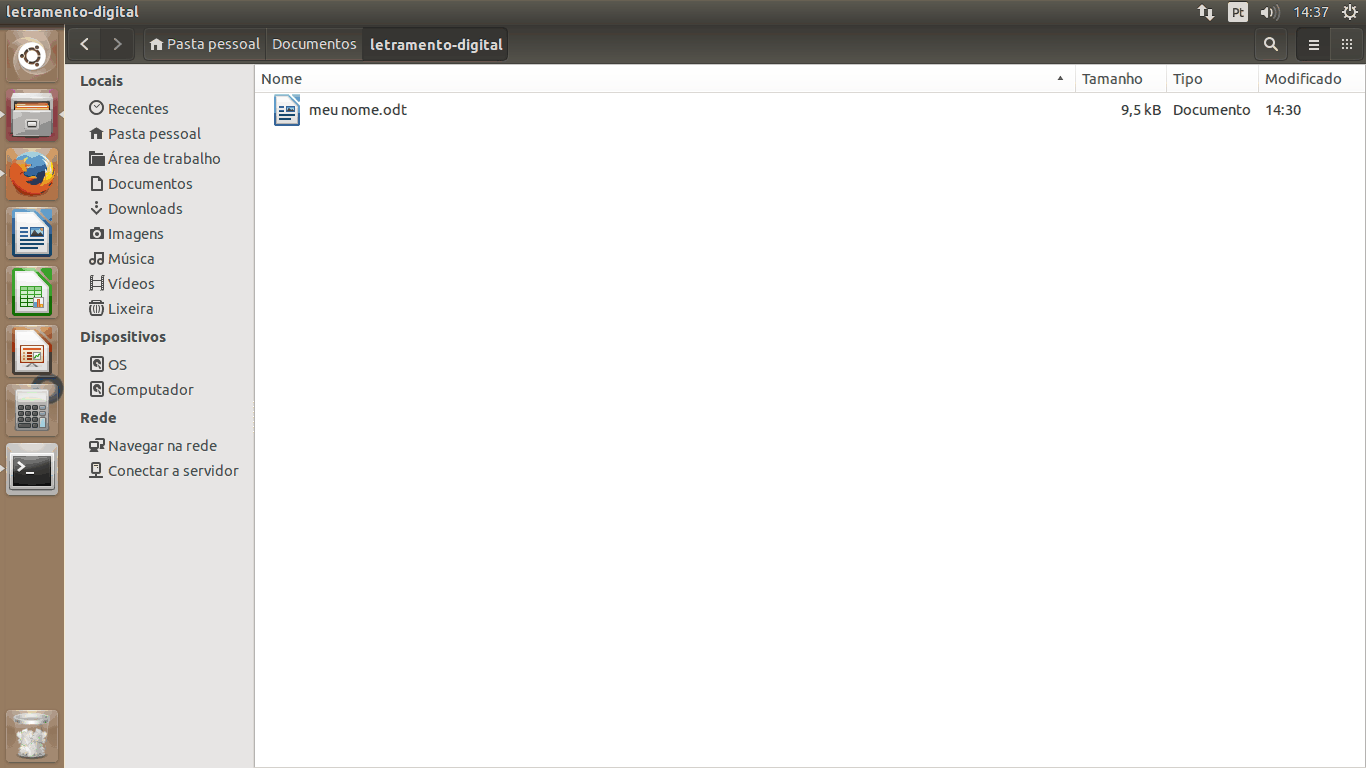 letramento-digital
Pt 14:37
Pasta pessoal Documentos letramento-digital
Locais
Recentes
Pasta pessoal
Área de trabalho
Documentos
Downloads
Imagens
Música
Vídeos
Lixeira
Dispositivos
OS
Computador
Rede
Navegar na rede
Conectar a servidor
Nome Tamanho Tipo Modificado
meu nome.odt 9,5 kB Documento 14:30